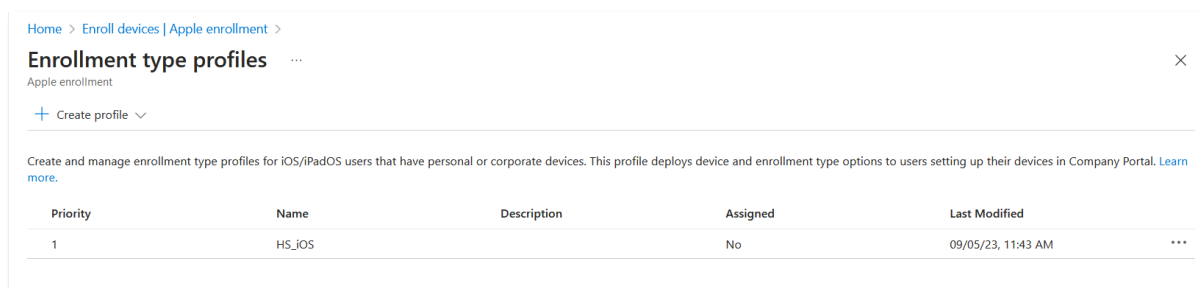 Home > Enroll devices | Apple enrollment >
Enrollment type profiles ...
Apple enrollment
+ Create profile
Create and manage enrollment type profiles for iOS/iPadOS users that have personal or corporate devices. This profile deploys device and enrollment type options to users setting up their devices in Company Portal. Learn
more.
Priority Name Description Assigned Last Modified
1 HS_iOS No 09/05/23, 11:43 AM ...